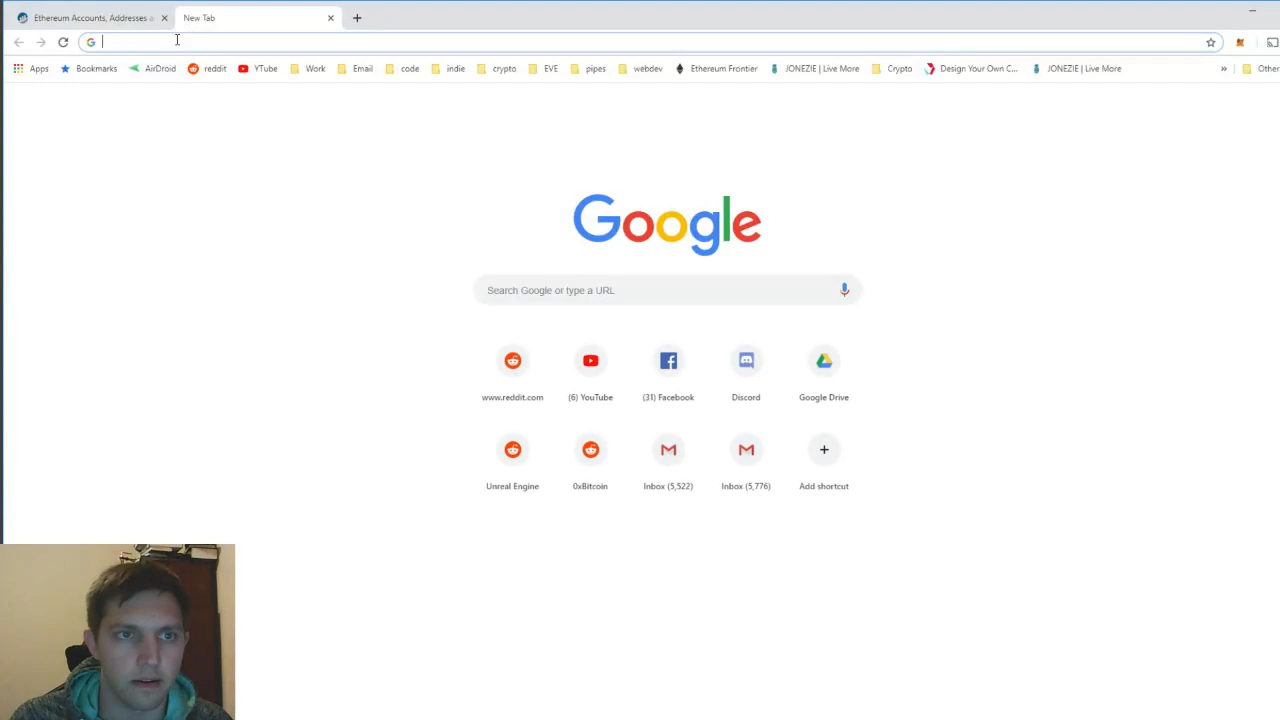 Ethereum Accounts, Addresses
New Tab
Apps Bookmarks AirDroid reddit YTube Work Email code indie crypto EVE pipes webdev Ethereum Frontier JONEZIE | Live More Crypto Design Your Own C... JONEZIE | Live More » Other
Google
Search Google or type a URL
www.reddit.com (6) YouTube (31) Facebook Discord Google Drive
Unreal Engine 0xBitcoin Inbox (5,522) Inbox (5,776) Add shortcut